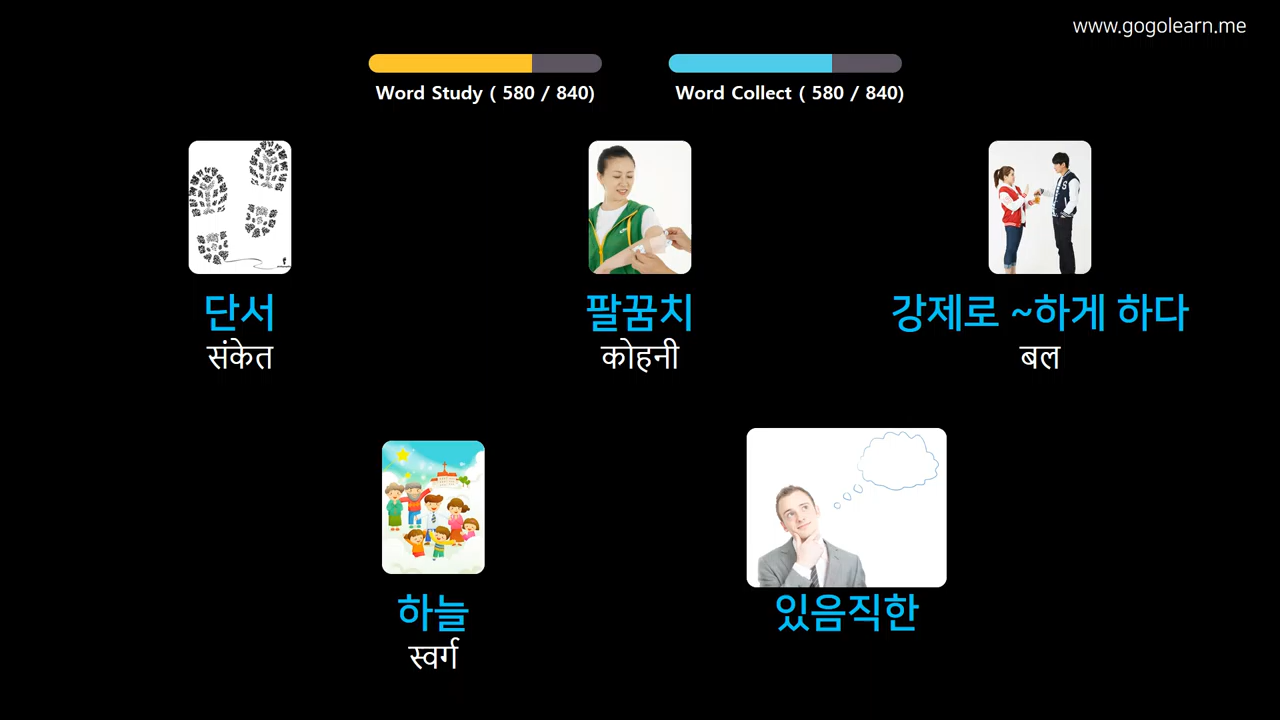 www.gogolearn.me
Word Study ( 580 / 840)
Word Collect ( 580 / 840)
단서
संकेत
팔꿈치
कोहनी
강제로 ~하게 하다
बल
하늘
स्वर्ग
있음직한